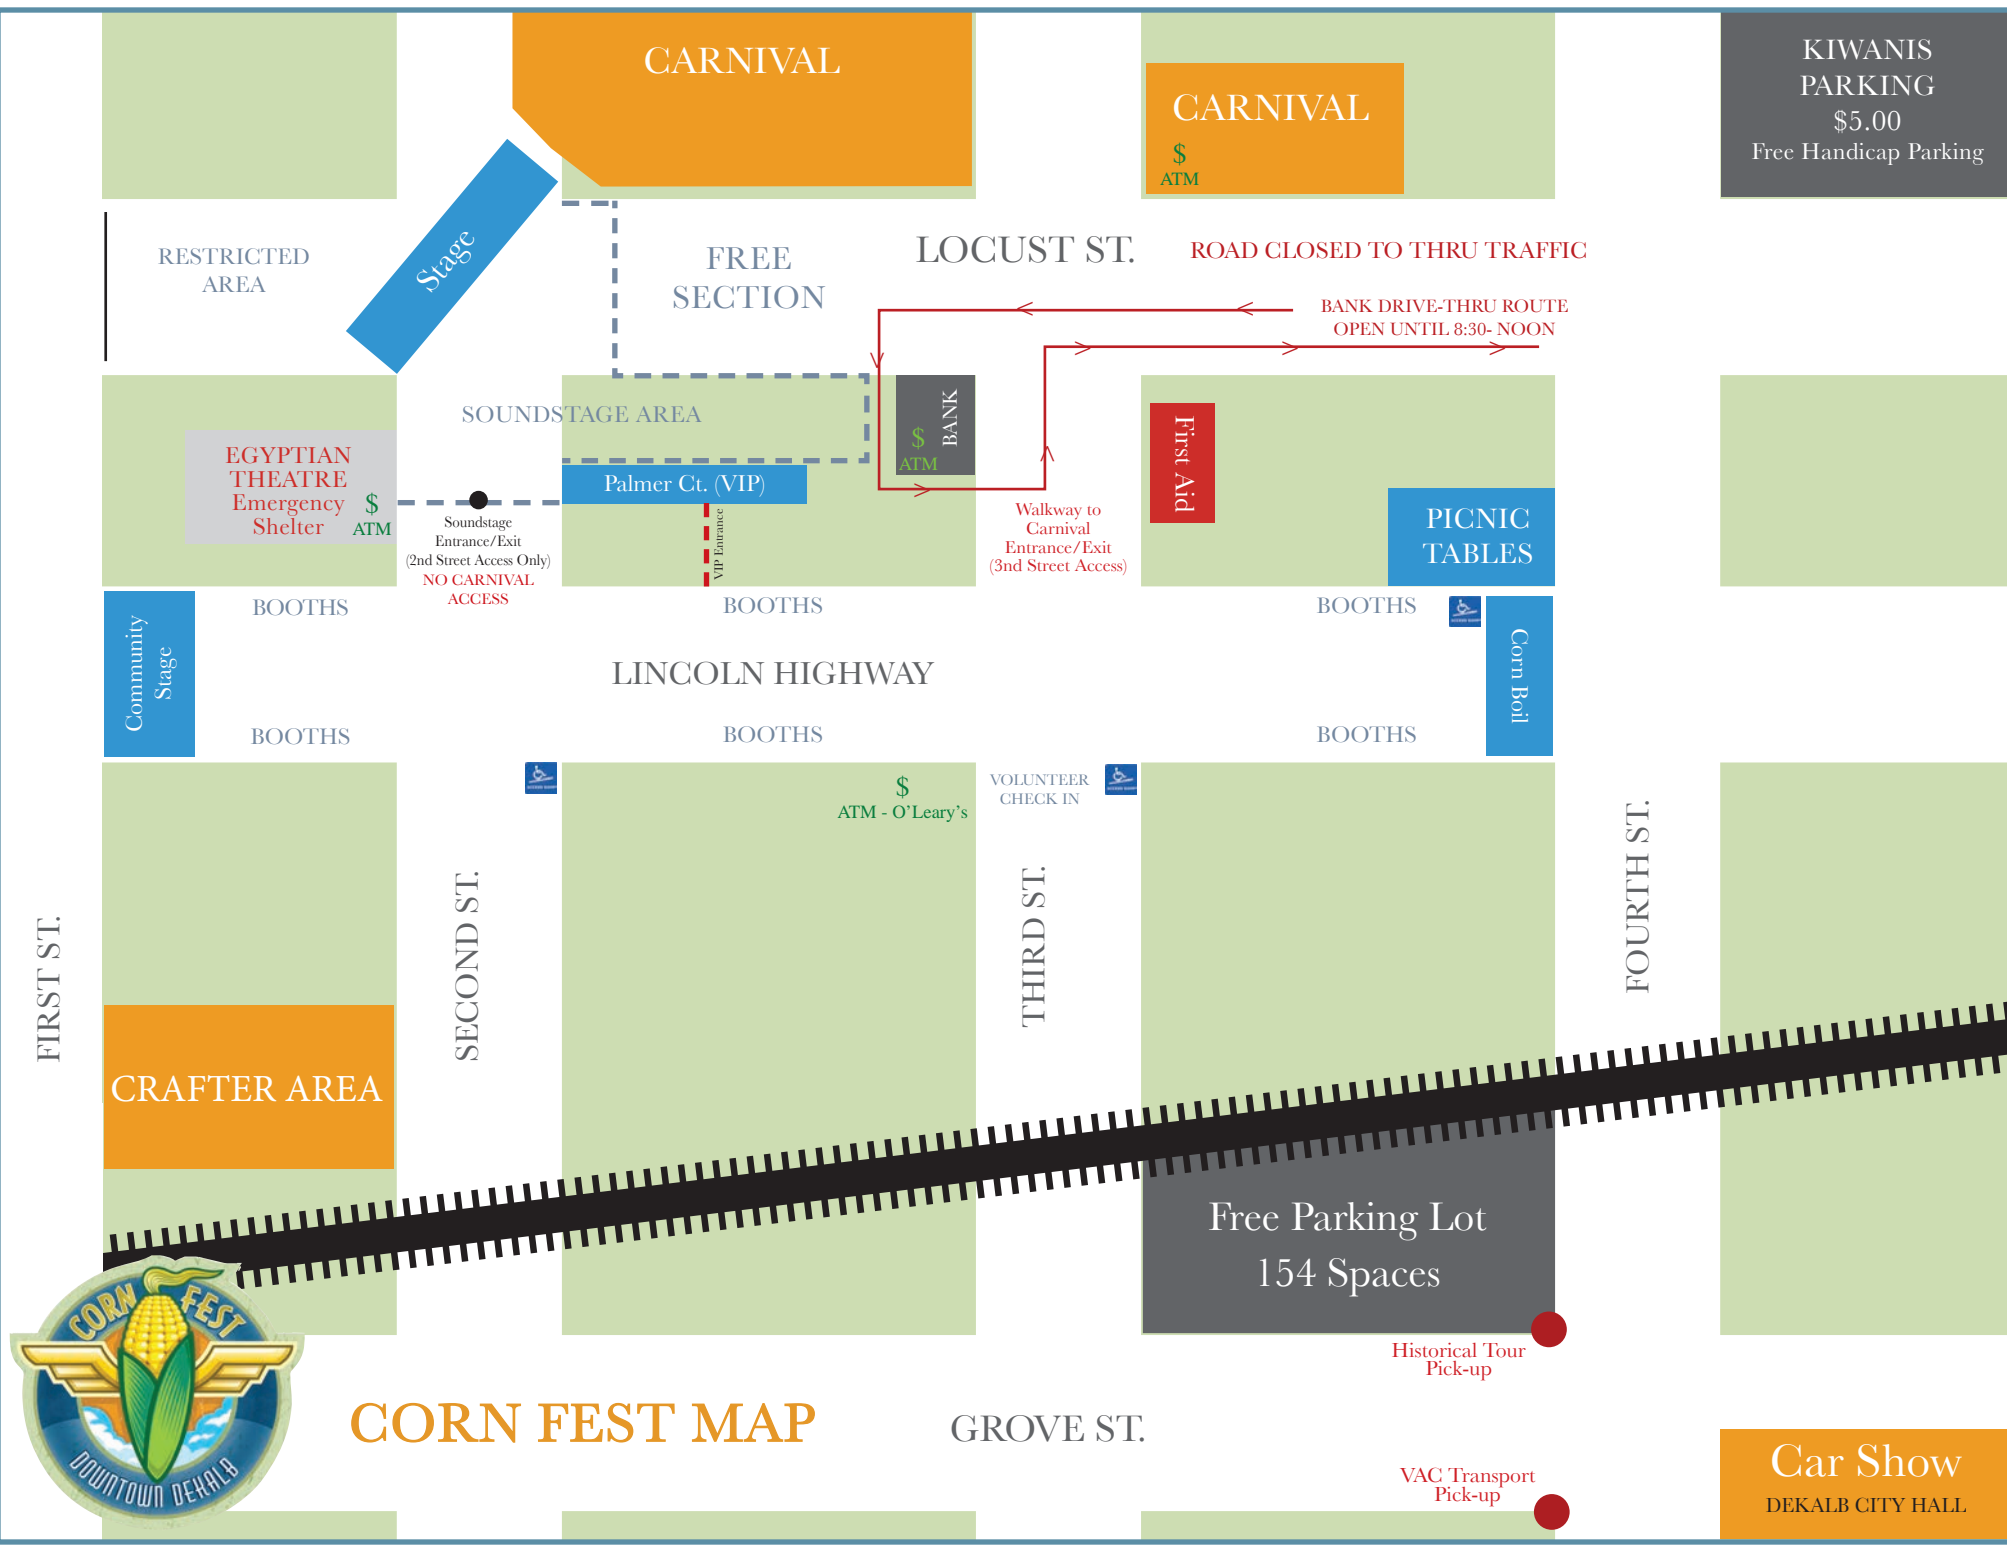 CARNIVAL
CARNIVAL
$
ATM
KIWANIS
PARKING
$5.00
Free Handicap Parking
RESTRICTED
AREA
Stage
FREE
SECTION
LOCUST ST.
ROAD CLOSED TO THRU TRAFFIC
BANK DRIVE-THRU ROUTE
OPEN UNTIL 8:30- NOON
SOUNDSTAGE AREA
BANK
$
ATM
First Aid
EGYPTIAN
THEATRE
Emergency
Shelter
$
ATM
Palmer Ct. (VIP)
VIP Entrance
Soundstage
Entrance/Exit
(2nd Street Access Only)
NO CARNIVAL
ACCESS
Walkway to
Carnival
Entrance/Exit
(3nd Street Access)
PICNIC
TABLES
BOOTHS
BOOTHS
BOOTHS
Community
Stage
LINCOLN HIGHWAY
Corn Boil
BOOTHS
BOOTHS
BOOTHS
$
ATM - O'Leary's
VOLUNTEER
CHECK IN
FIRST ST.
SECOND ST.
THIRD ST.
FOURTH ST.
CRAFTER AREA
Free Parking Lot
154 Spaces
Historical Tour
Pick-up
CORN FEST
DOWNTOWN DEKALB
CORN FEST MAP
GROVE ST.
VAC Transport
Pick-up
Car Show
DEKALB CITY HALL